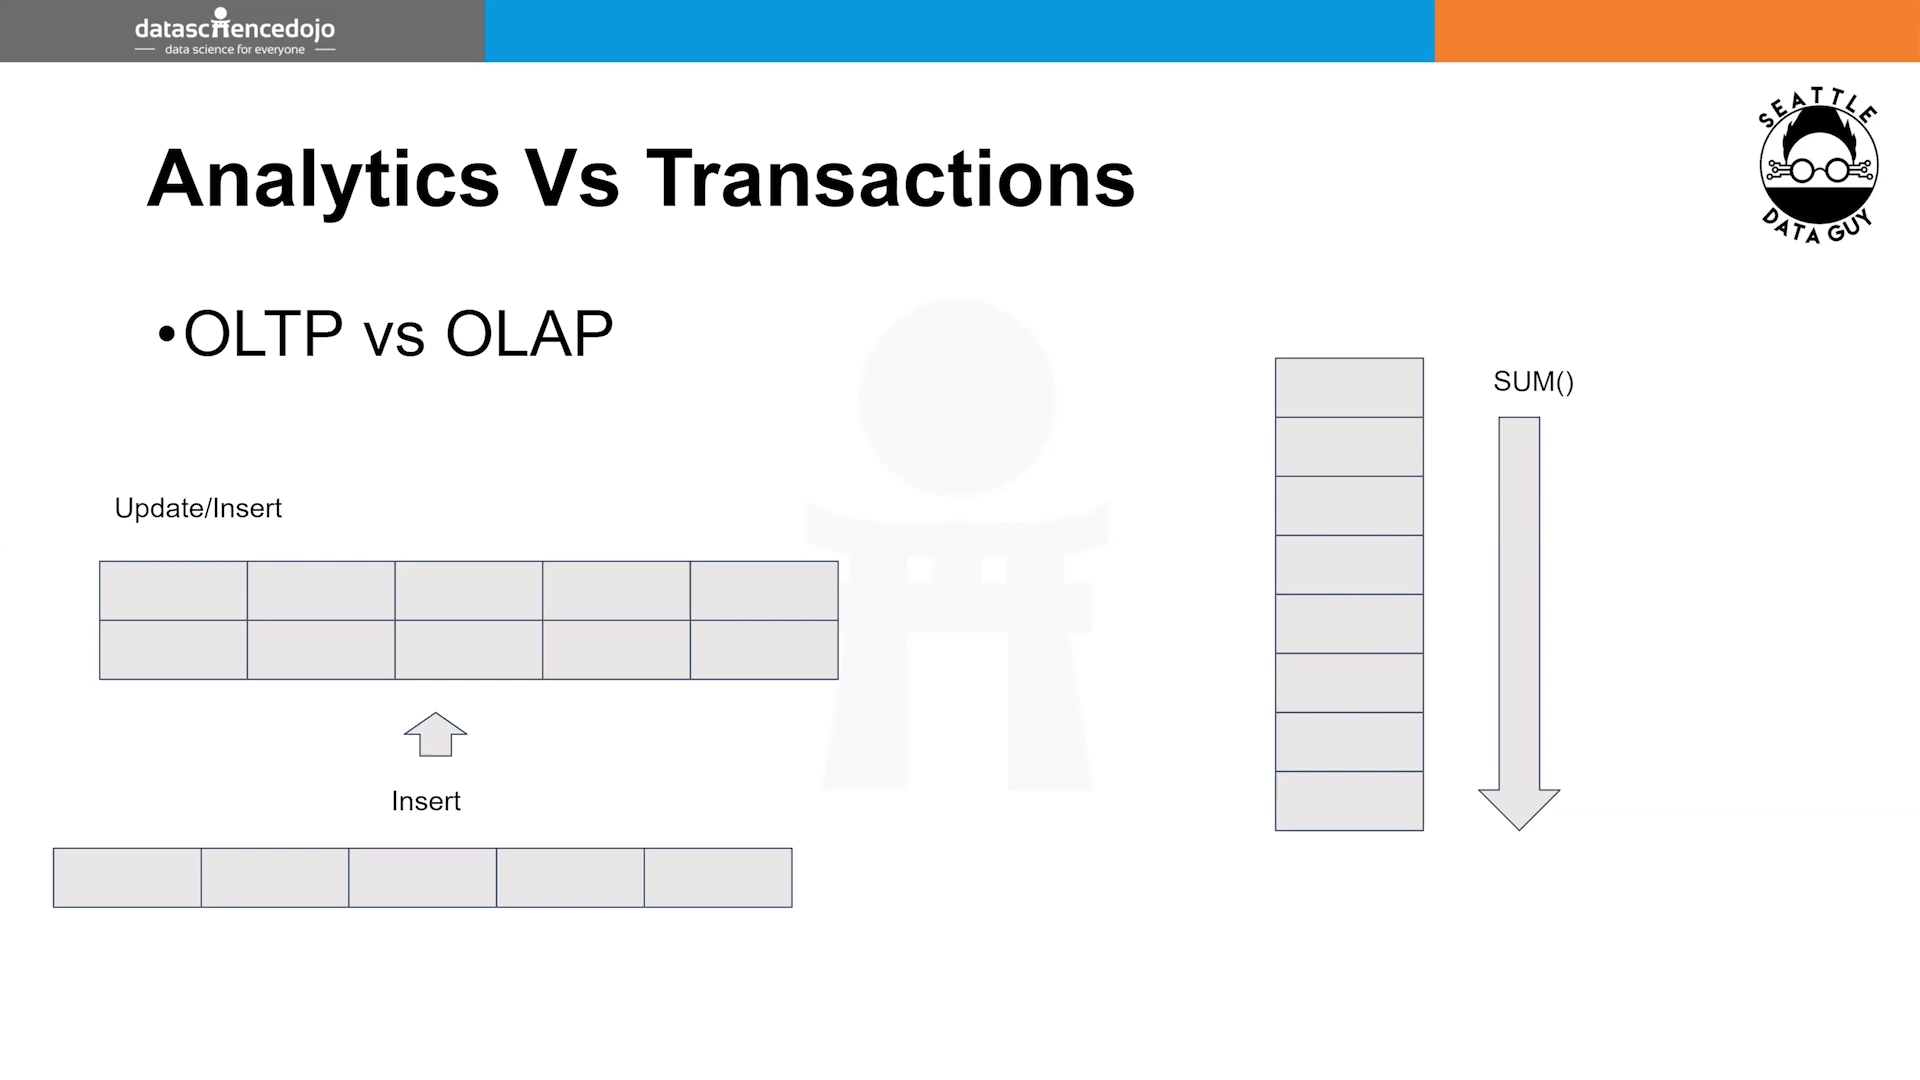 datasciencedojo
data science for everyone
SEATTLE
DATA GUY
Analytics Vs Transactions
•OLTP vs OLAP
SUM()
Update/Insert
Insert